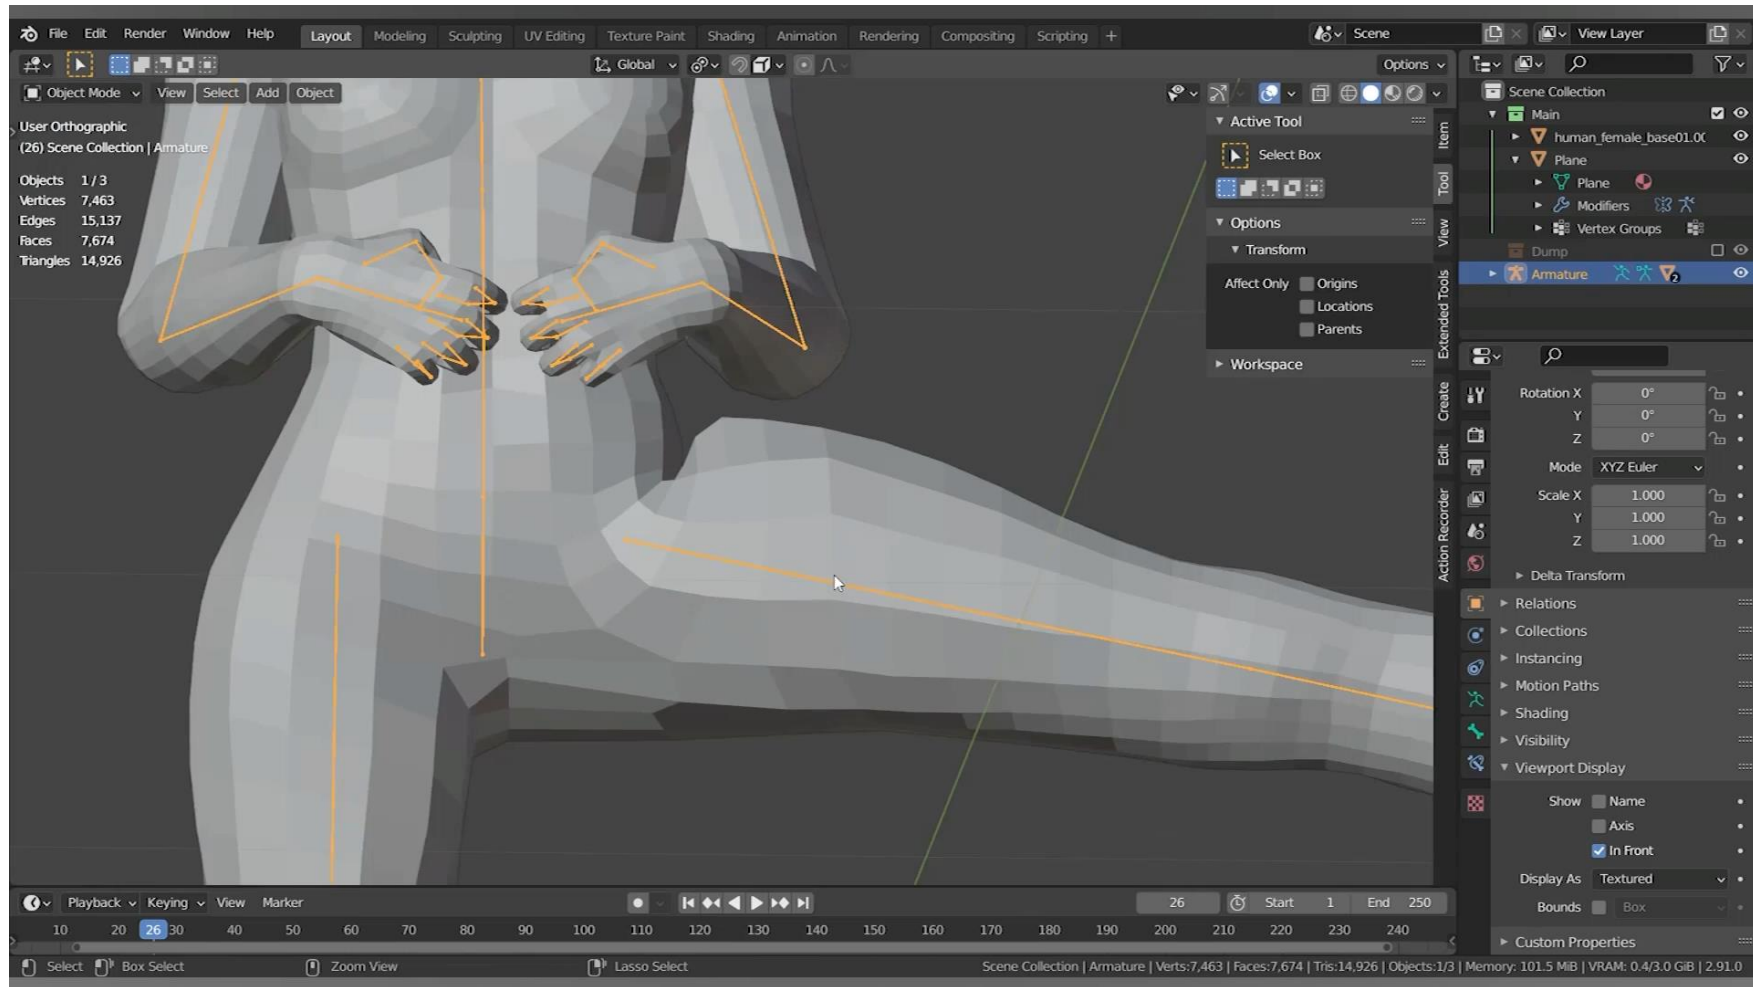 File Edit Render Window Help Layout Modeling Sculpting UV Editing Texture Paint Shading Animation Rendering Compositing Scripting + Scene View Layer
Global Options
Object Mode View Select Add Object
User Orthographic
(26) Scene Collection | Armature
Objects 1/3
Vertices 7,463
Edges 15,137
Faces 7,674
Triangles 14,926
Active Tool
Select Box
Options
Transform
Affect Only Origins
Locations
Parents
Workspace
Item
Tool
View
Extended Tools
Create
Edit
Action Recorder
Scene Collection
Main
human_female_base01.00
Plane
Plane
Modifiers
Vertex Groups
Dump
Armature 2
Rotation X 0°
Y 0°
Z 0°
Mode XYZ Euler
Scale X 1.000
Y 1.000
Z 1.000
Delta Transform
Relations
Collections
Instancing
Motion Paths
Shading
Visibility
Viewport Display
Show Name
Axis
In Front
Display As Textured
Bounds Box
Custom Properties
Playback Keying View Marker 26 Start 1 End 250
10 20 26 30 40 50 60 70 80 90 100 110 120 130 140 150 160 170 180 190 200 210 220 230 240
Select Box Select Zoom View Lasso Select Scene Collection | Armature | Verts:7,463 | Faces:7,674 | Tris:14,926 | Objects:1/3 | Memory: 101.5 MiB | VRAM: 0.4/3.0 GiB | 2.91.0